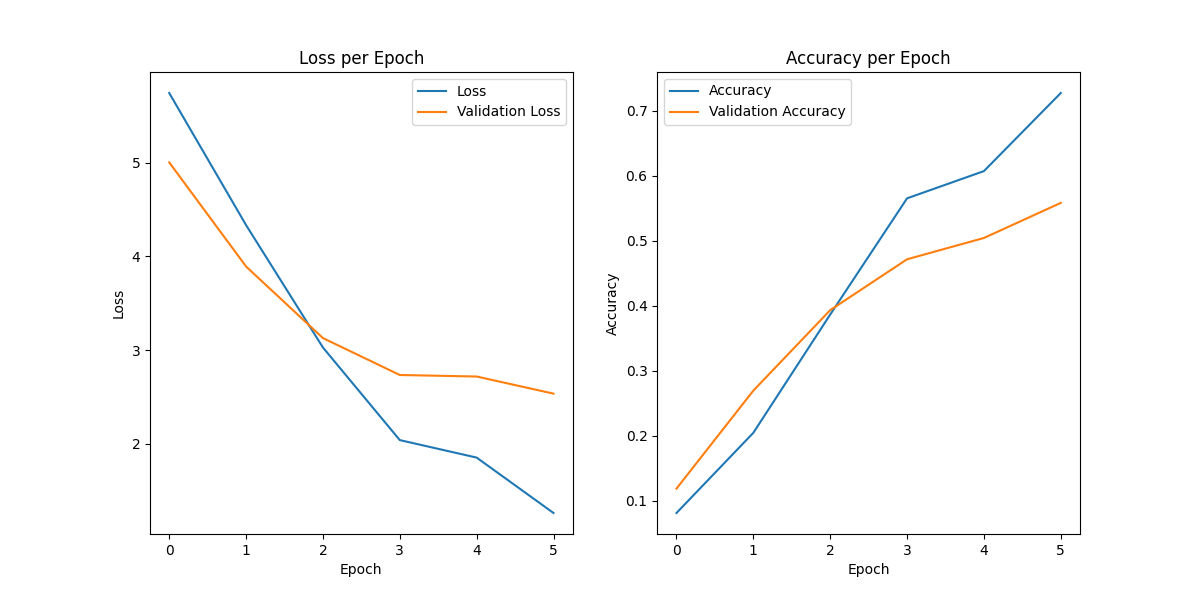 Loss per Epoch
Loss
Validation Loss
5
4
3
2
Loss
0
1
2
3
4
5
Epoch
Accuracy per Epoch
Accuracy
Validation Accuracy
0.7
0.6
0.5
0.4
0.3
0.2
0.1
Accuracy
0
1
2
3
4
5
Epoch